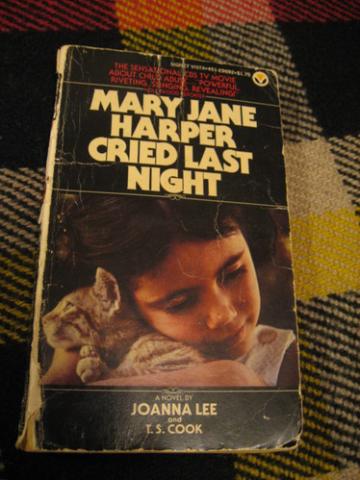 THE SENSATIONAL CBS TV MOVIE
ABOUT CHILD ABUSE... "POWERFUL,
RIVETING, STINGING, REVEALING!"
MARY JANE
HARPER
CRIED LAST
NIGHT
A NOVEL BY
JOANNA LEE
and
T.S. COOK